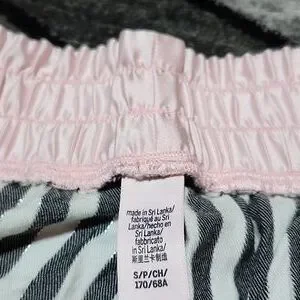 made in
Sri Lanka/
fabriqué au Sri
Lanka/hecho en
Sri Lanka/
fabbricato
in Sri Lanka/
斯里兰卡制造
S/P/CH/
170/68A